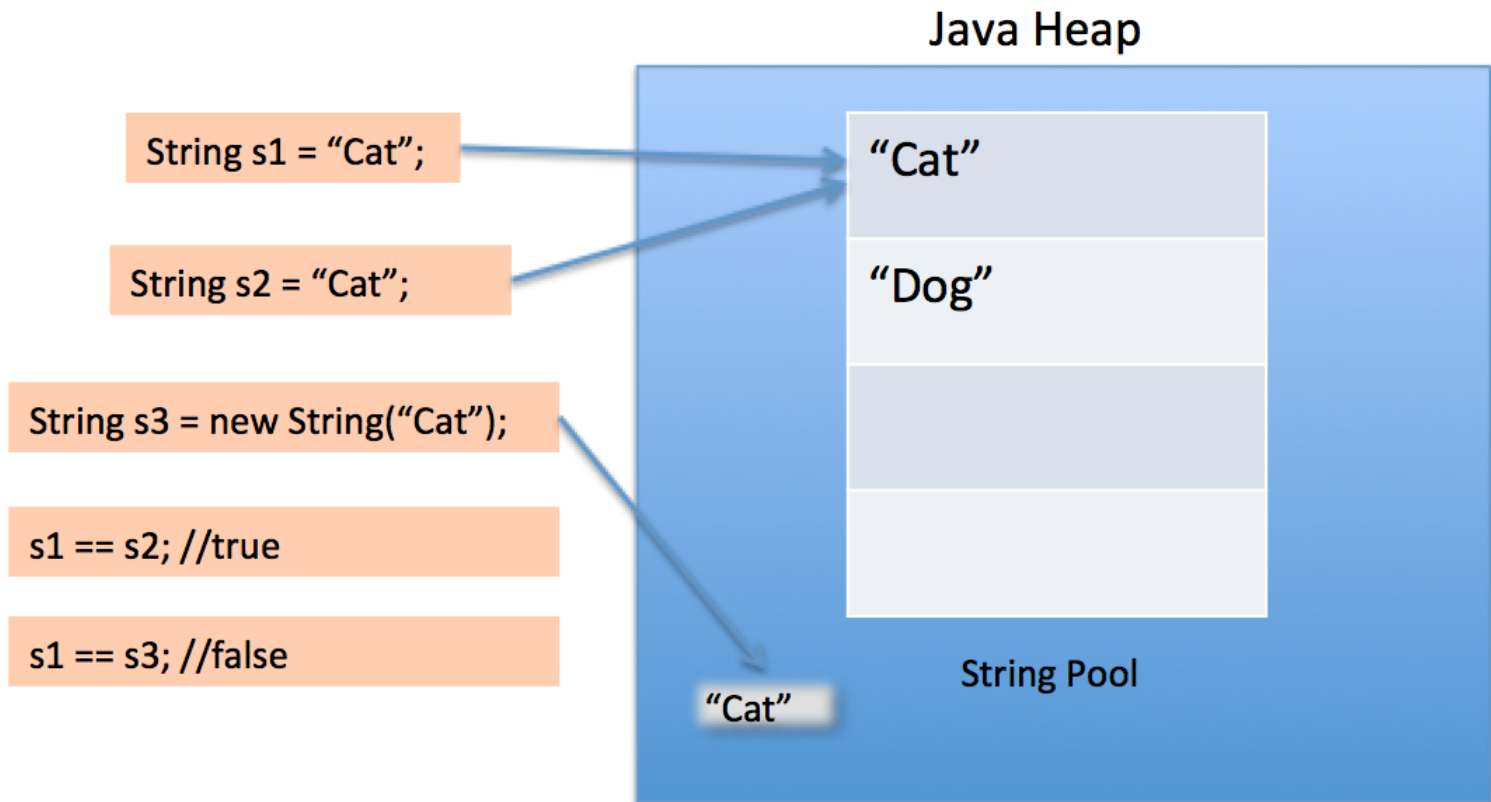 Java Heap
String s1 = “Cat”;
String s2 = “Cat”;
String s3 = new String(“Cat”);
s1 == s2; //true
s1 == s3; //false
“Cat”
“Dog”
String Pool
“Cat”